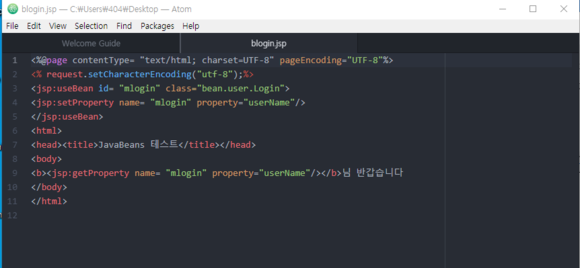 blogin.jsp — C:\Users\404\Desktop — Atom
File Edit View Selection Find Packages Help
Welcome Guide blogin.jsp
1 <%@page contentType= "text/html; charset=UTF-8" pageEncoding="UTF-8"%>
2 <% request.setCharacterEncoding("utf-8");%>
3 <jsp:useBean id= "mlogin" class="bean.user.Login">
4 <jsp:setProperty name= "mlogin" property="userName"/>
5 </jsp:useBean>
6 <html>
7 <head><title>JavaBeans 테스트</title></head>
8 <body>
9 <b><jsp:getProperty name= "mlogin" property="userName"/></b>님 반갑습니다
10 </body>
11 </html>
12